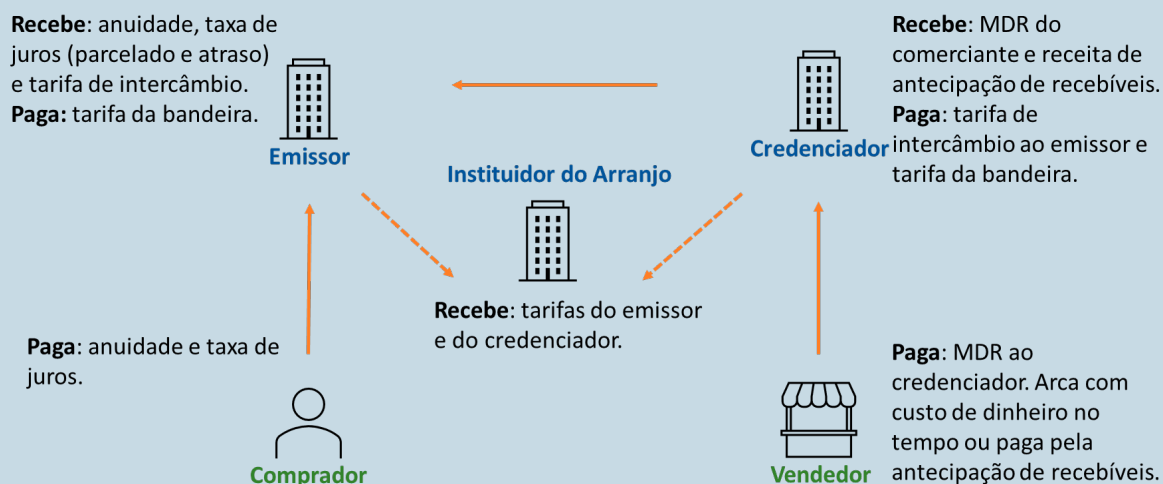 Recebe: anuidade, taxa de
juros (parcelado e atraso)
e tarifa de intercâmbio.
Paga: tarifa da bandeira.
Emissor
Recebe: MDR do
comerciante e receita de
antecipação de recebíveis.
Paga: tarifa de
intercâmbio ao emissor e
tarifa da bandeira.
Credenciador
Instituidor do Arranjo
Recebe: tarifas do emissor
e do credenciador.
Paga: anuidade e taxa de
juros.
Comprador
Paga: MDR ao
credenciador. Arca com
custo de dinheiro no
tempo ou paga pela
antecipação de recebíveis.
Vendedor